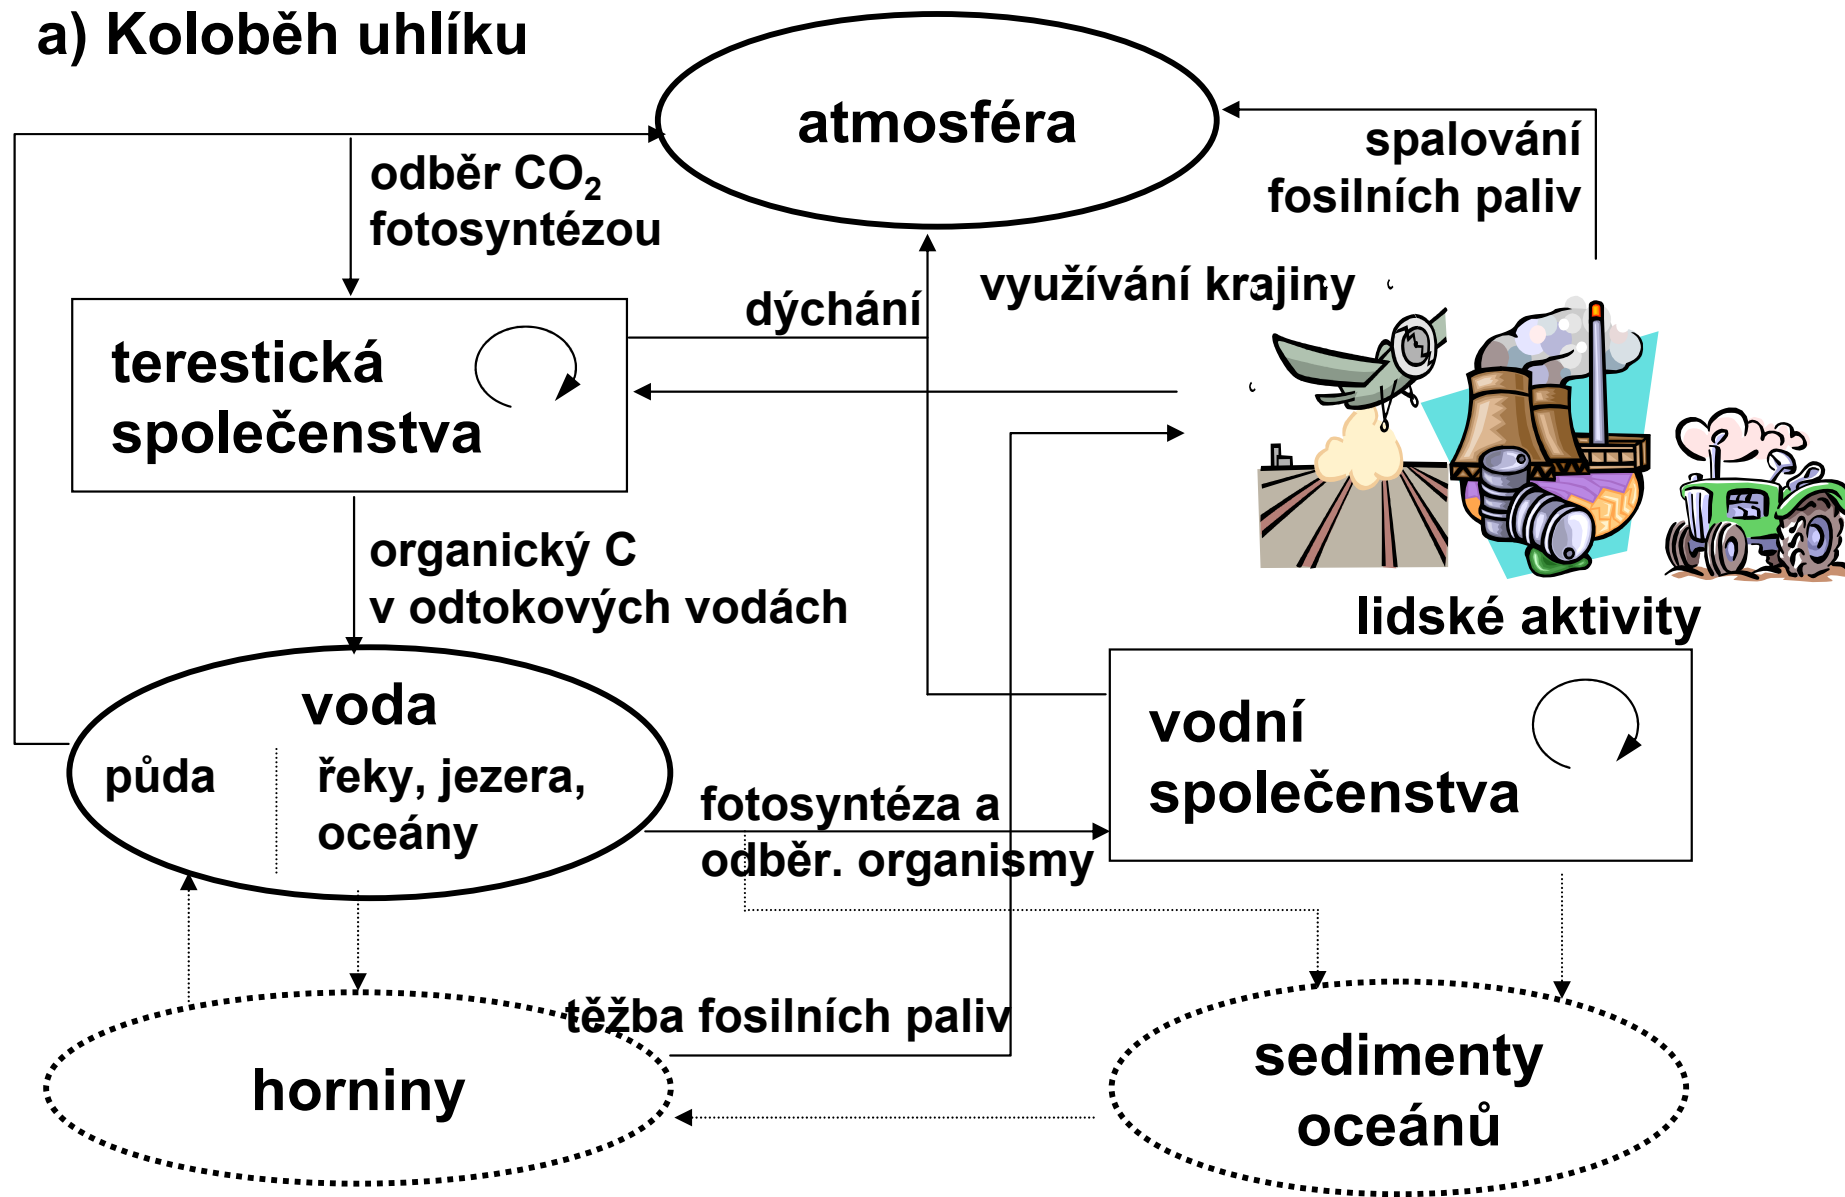 a) Koloběh uhlíku
atmosféra
spalování
fosilních paliv
odběr CO₂
fotosyntézou
využívání krajiny
dýchání
terestická
společenstva
organický C
v odtokových vodách
lidské aktivity
voda
půda
řeky, jezera,
oceány
vodní
společenstva
fotosyntéza a
odběr. organismy
těžba fosilních paliv
horniny
sedimenty
oceánů